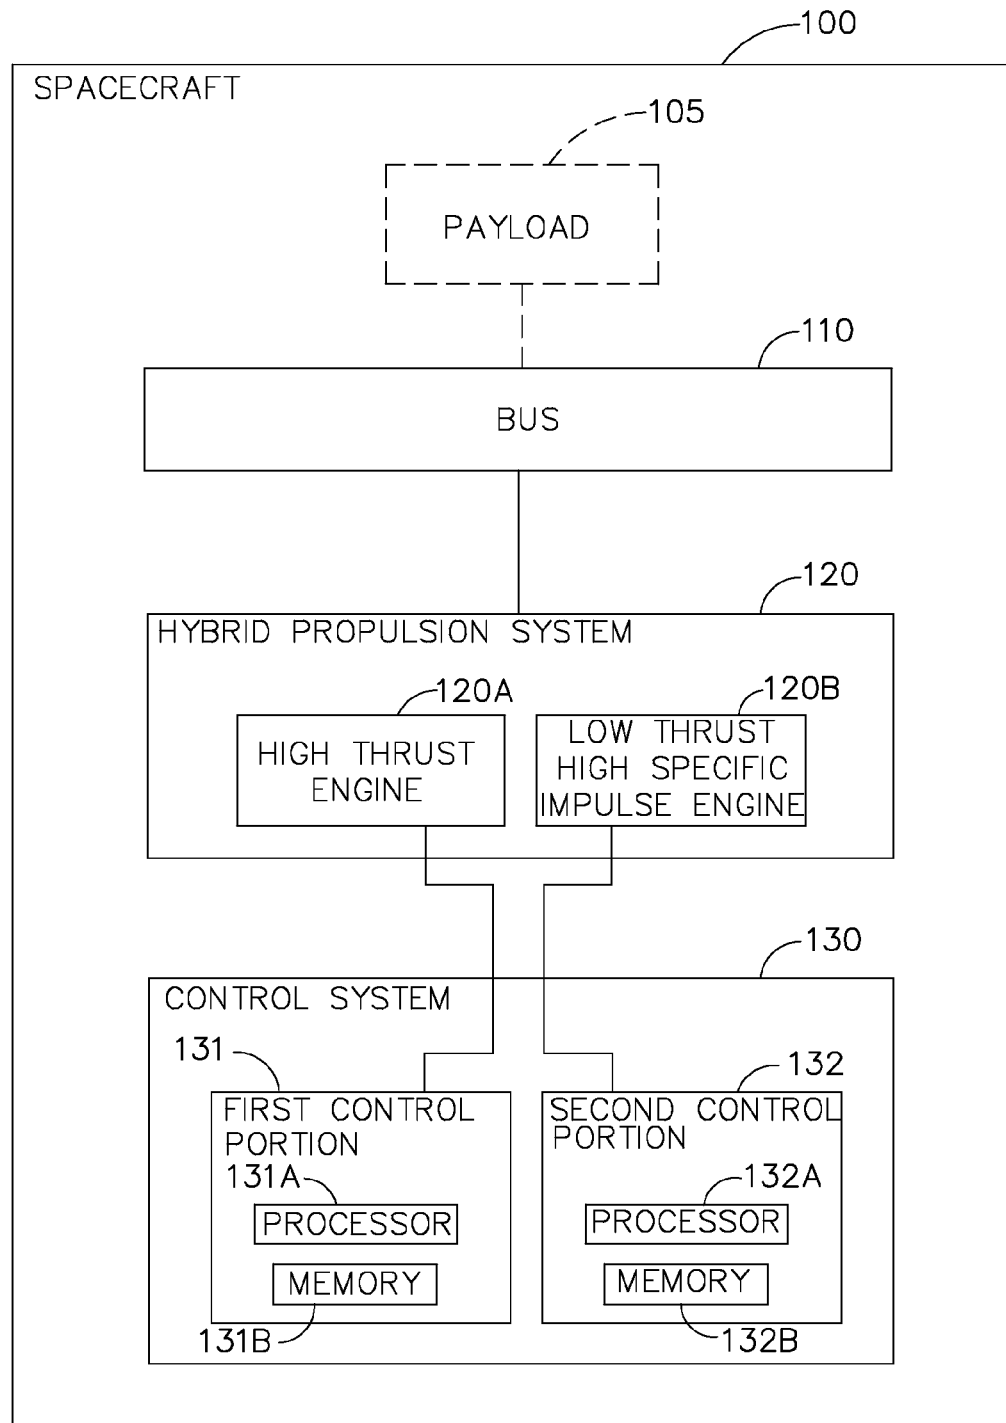 100
SPACECRAFT
105
PAYLOAD
110
BUS
120
HYBRID PROPULSION SYSTEM
120A
120B
HIGH THRUST
ENGINE
LOW THRUST
HIGH SPECIFIC
IMPULSE ENGINE
130
CONTROL SYSTEM
131
132
FIRST CONTROL
PORTION
131A
PROCESSOR
MEMORY
131B
SECOND CONTROL
PORTION
132A
PROCESSOR
MEMORY
132B